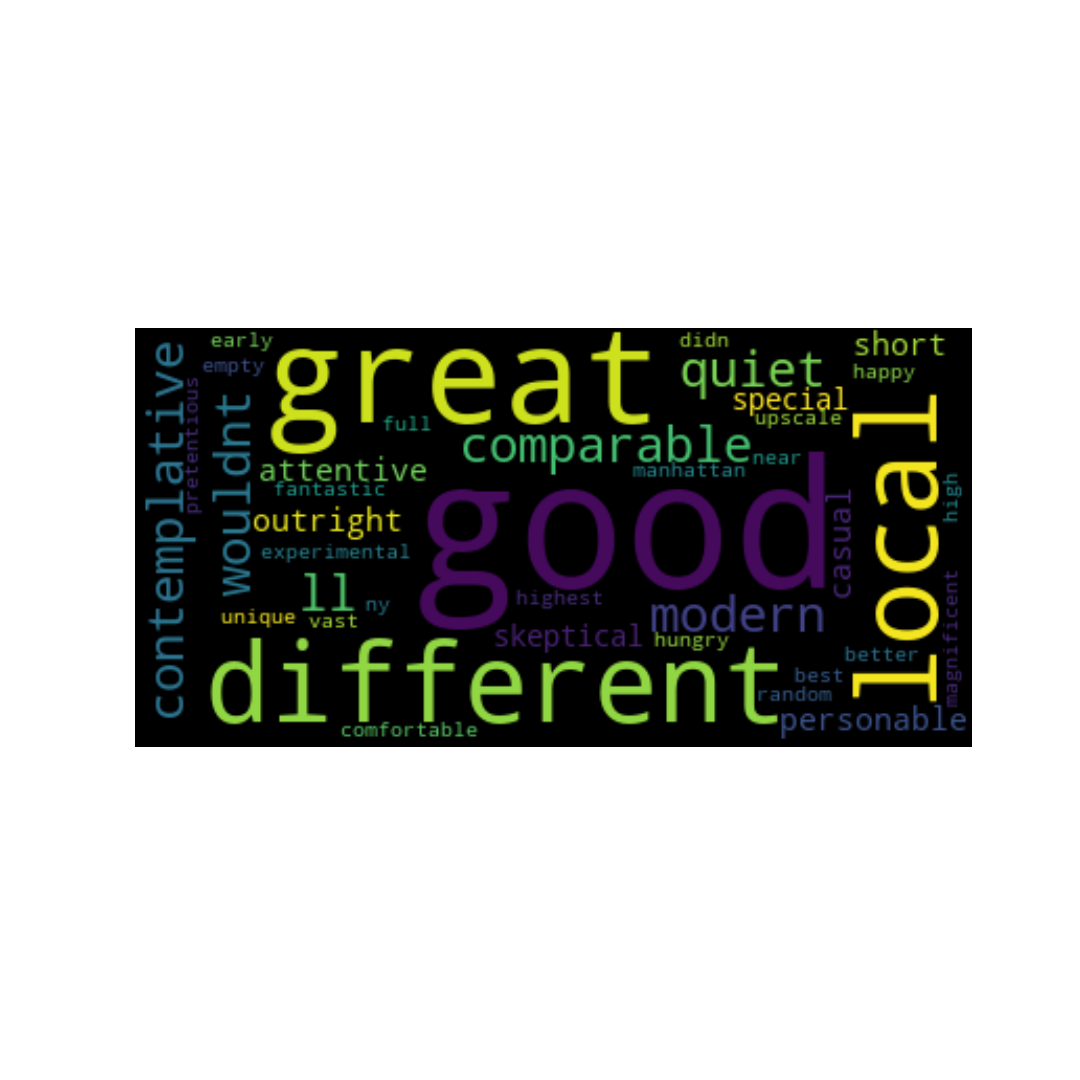 early
great
didn
short
empty
quiet
happy
contemplative
pretentious
wouldnt
special
local
full
upscale
comparable
near
attentive
manhattan
fantastic
good
casual
high
outright
experimental
ll
ny
highest
modern
magnificent
unique
vast
skeptical
hungry
different
better
best
random
personable
comfortable